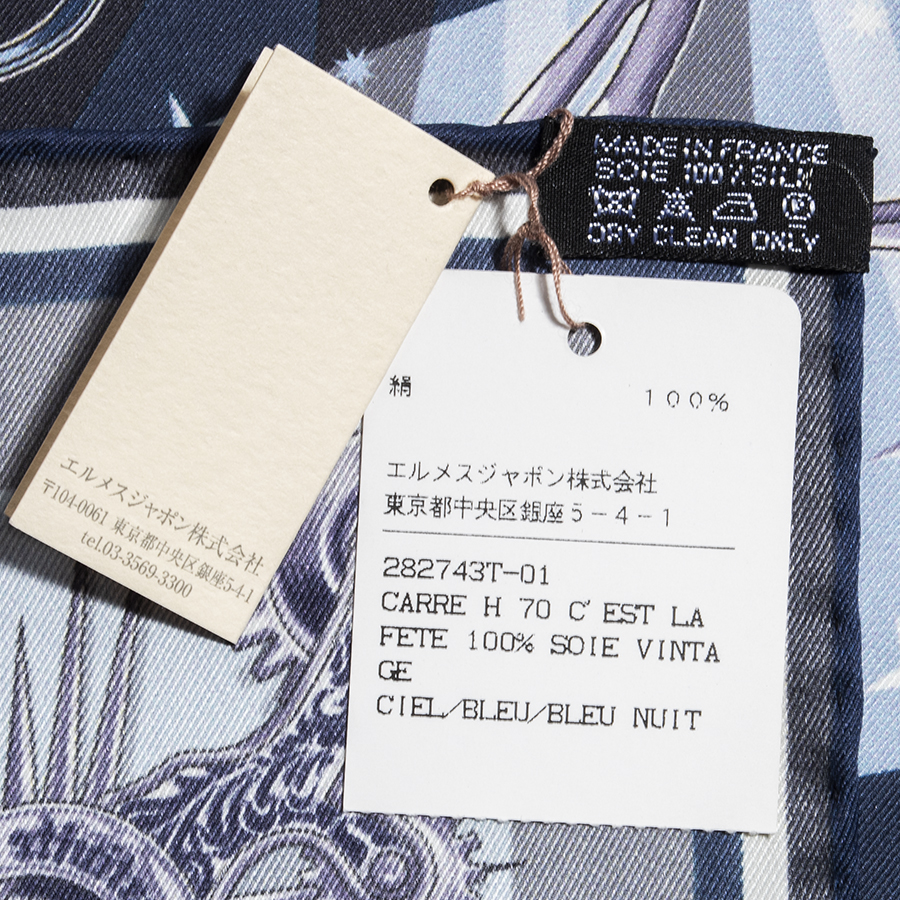 MADE IN FRANCE
SOIE 100% SILK
DRY CLEAN ONLY
エルメスジャポン株式会社
〒104-0061 東京都中央区銀座5-4-1
tel.03-3569-3300
絹 100%
エルメスジャポン株式会社
東京都中央区銀座5-4-1
282743T-01
CARRE H 70 C'EST LA
FETE 100% SOIE VINTA
GE
CIEL/BLEU/BLEU NUIT